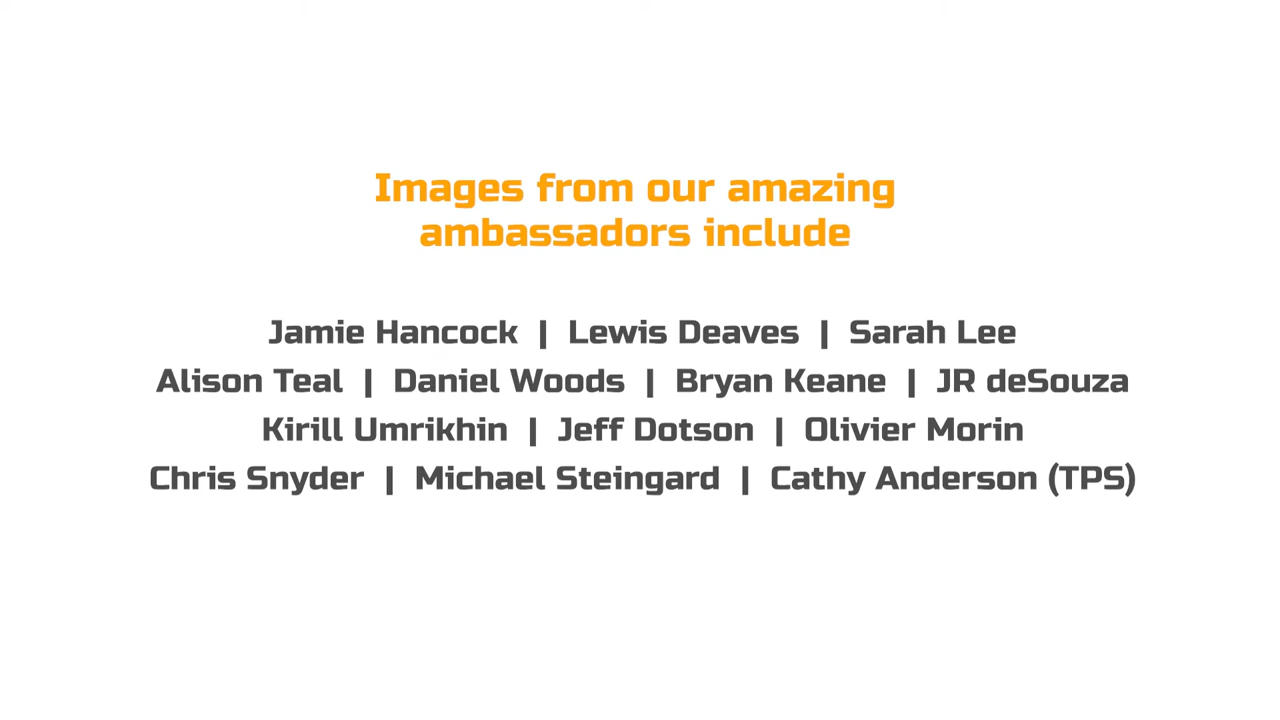 Images from our amazing
ambassadors include
Jamie Hancock | Lewis Deaves | Sarah Lee
Alison Teal | Daniel Woods | Bryan Keane | JR deSouza
Kirill Umrikhin | Jeff Dotson | Olivier Morin
Chris Snyder | Michael Steingard | Cathy Anderson (TPS)